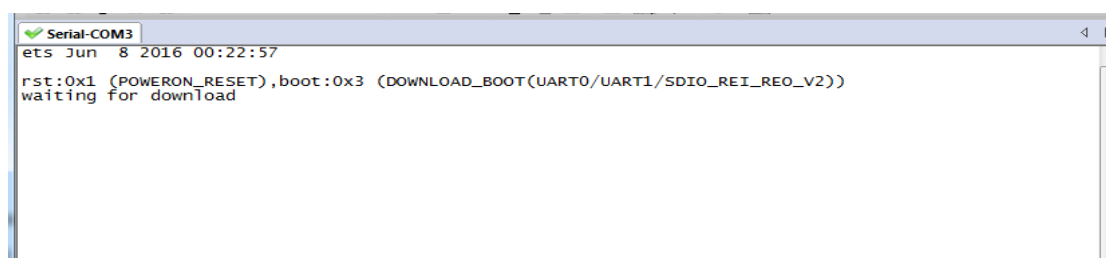 Serial-COM3
ets Jun  8 2016 00:22:57
rst:0x1 (POWERON_RESET),boot:0x3 (DOWNLOAD_BOOT(UART0/UART1/SDIO_REI_REO_V2))
waiting for download